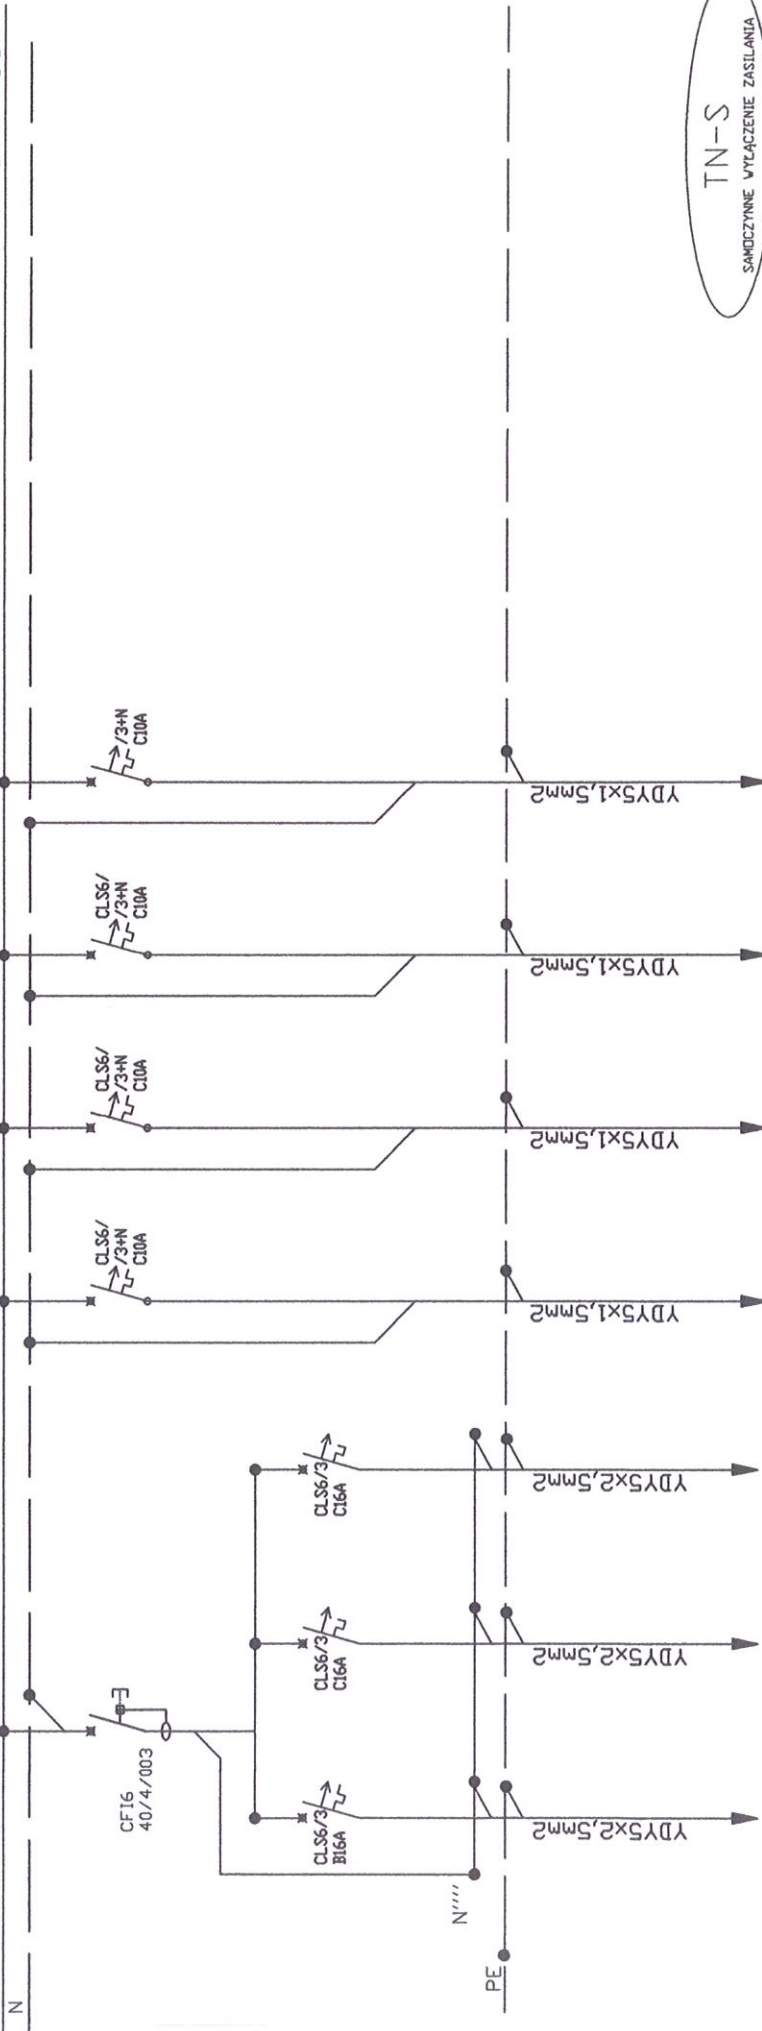 N
CFI6
40/4/003
CLS6/3
B16A
CLS6/3
C16A
CLS6/3
C16A
CLS6/
/3+N
C10A
CLS6/
/3+N
C10A
CLS6/
/3+N
C10A
/3+N
C10A
N''''
PE
YDY5x2,5mm2
YDY5x2,5mm2
YDY5x2,5mm2
YDY5x1,5mm2
YDY5x1,5mm2
YDY5x1,5mm2
YDY5x1,5mm2
TN-S
SAMOCZYNNE WYŁĄCZENIE ZASILANIA